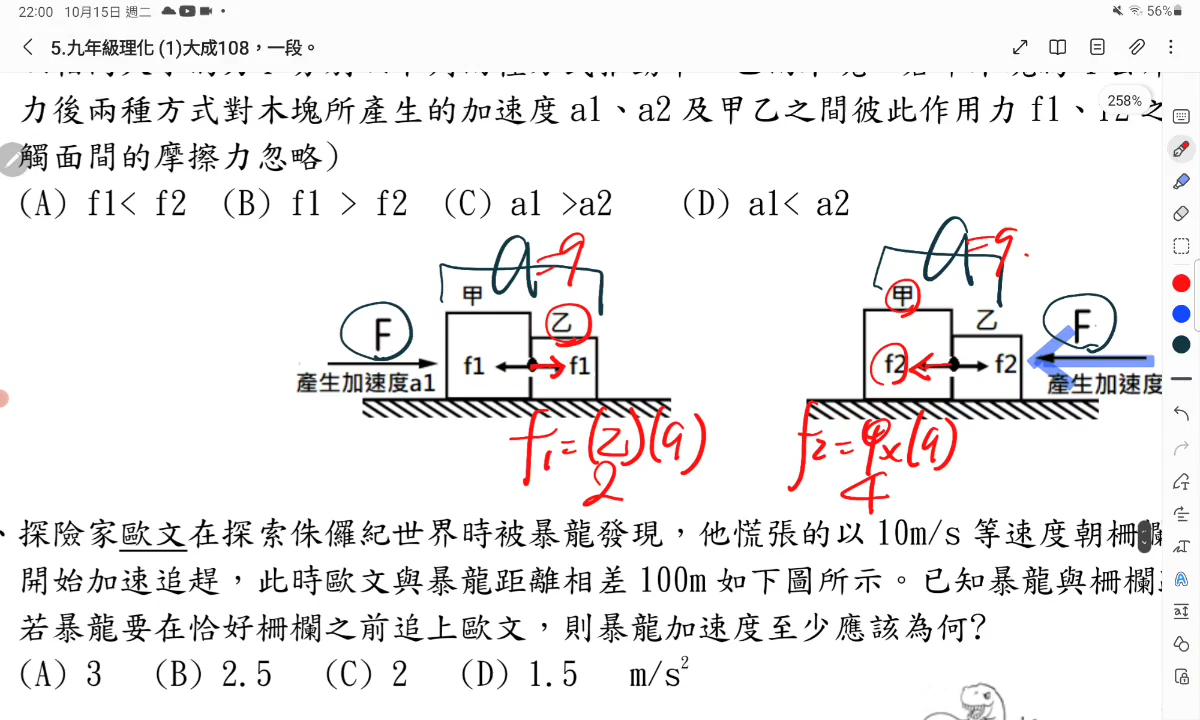 22:00 10月15日 週二 56%
5.九年級理化 (1)大成108，一段。
力後兩種方式對木塊所產生的加速度 a1、a2 及甲乙之間彼此作用力 f1、f2 之
258%
觸面間的摩擦力忽略）
(A) f1< f2 (B) f1 > f2 (C) a1 >a2 (D) a1< a2
a=9 a=9
甲 甲
乙 乙
F F
f1 f1 f2 f2
產生加速度a1 產生加速度
f1=(乙)(9) f2=甲x(9)
2 4
、探險家歐文在探索侏儸紀世界時被暴龍發現，他慌張的以 10m/s 等速度朝柵欄
開始加速追趕，此時歐文與暴龍距離相差 100m 如下圖所示。已知暴龍與柵欄
若暴龍要在恰好柵欄之前追上歐文，則暴龍加速度至少應該為何?
(A) 3 (B) 2.5 (C) 2 (D) 1.5 m/s²